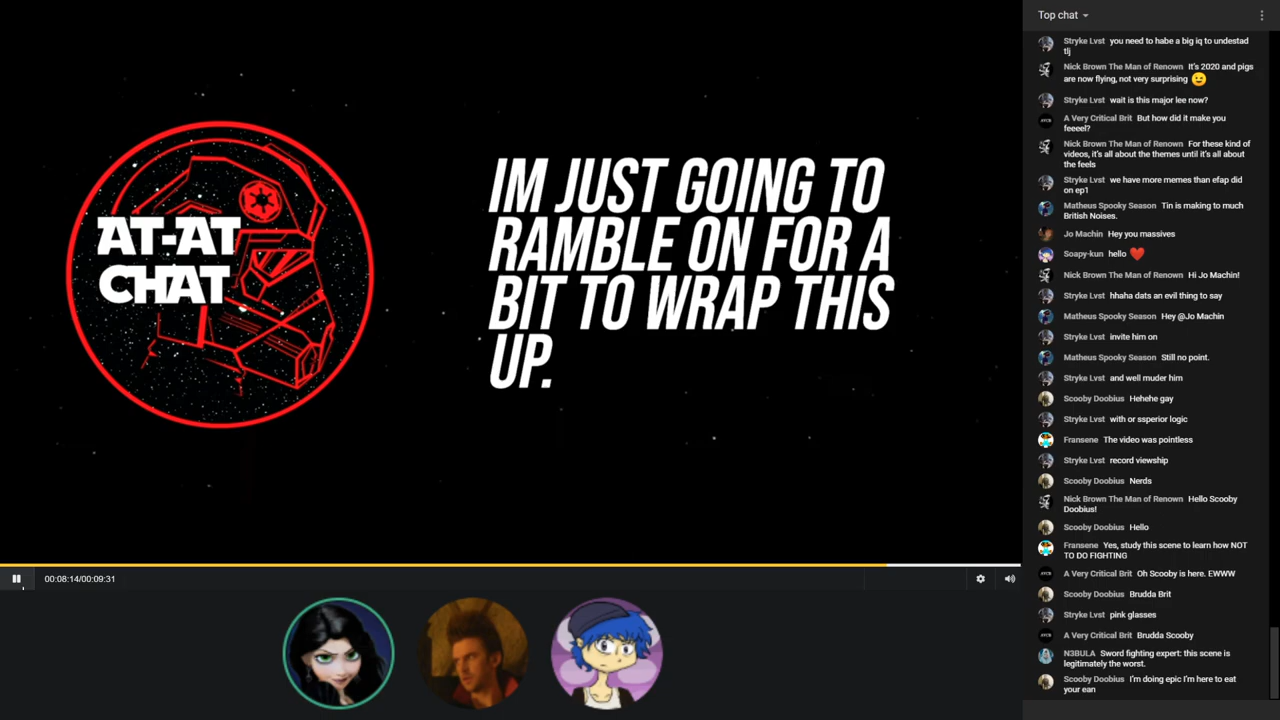 Top chat
Stryke Lvst you need to habe a big iq to undestad
tlj
Nick Brown The Man of Renown It's 2020 and pigs
are now flying, not very surprising
Stryke Lvst wait is this major lee now?
A Very Critical Brit But how did it make you
feeeel?
Nick Brown The Man of Renown For these kind of
videos, it's all about the themes until it's all about
the feels
Stryke Lvst we have more memes than efap did
on ep1
Matheus Spooky Season Tin is making to much
British Noises.
Jo Machin Hey you massives
Soapy-kun hello
Nick Brown The Man of Renown Hi Jo Machin!
Stryke Lvst hhaha dats an evil thing to say
Matheus Spooky Season Hey @Jo Machin
Stryke Lvst invite him on
Matheus Spooky Season Still no point.
Stryke Lvst and well muder him
Scooby Doobius Hehehe gay
Stryke Lvst with or ssperior logic
Fransene The video was pointless
Stryke Lvst record viewship
Scooby Doobius Nerds
Nick Brown The Man of Renown Hello Scooby
Doobius!
Scooby Doobius Hello
Fransene Yes, study this scene to learn how NOT
TO DO FIGHTING
A Very Critical Brit Oh Scooby is here. EWWW
Scooby Doobius Brudda Brit
Stryke Lvst pink glasses
A Very Critical Brit Brudda Scooby
N3BULA Sword fighting expert: this scene is
legitimately the worst.
Scooby Doobius I'm doing epic I'm here to eat
your ean
AT-AT
CHAT
IM JUST GOING TO
RAMBLE ON FOR A
BIT TO WRAP THIS
UP.
00:08:14/00:09:31